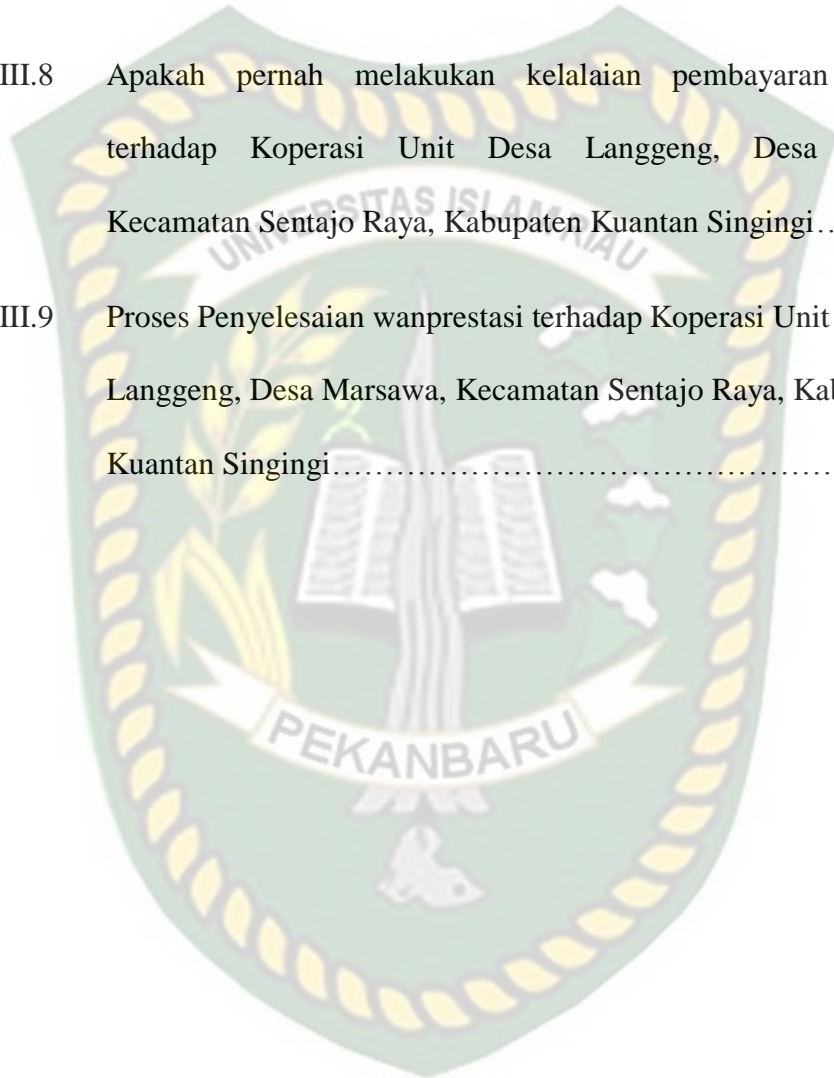 III.8 Apakah pernah melakukan kelalaian pembayaran
terhadap Koperasi Unit Desa Langgeng, Desa
Kecamatan Sentajo Raya, Kabupaten Kuantan Singingi…
III.9 Proses Penyelesaian wanprestasi terhadap Koperasi Unit
Langgeng, Desa Marsawa, Kecamatan Sentajo Raya, Kab
Kuantan Singingi……………………………………………
UNIVERSITAS ISLAM RIAU
PEKANBARU